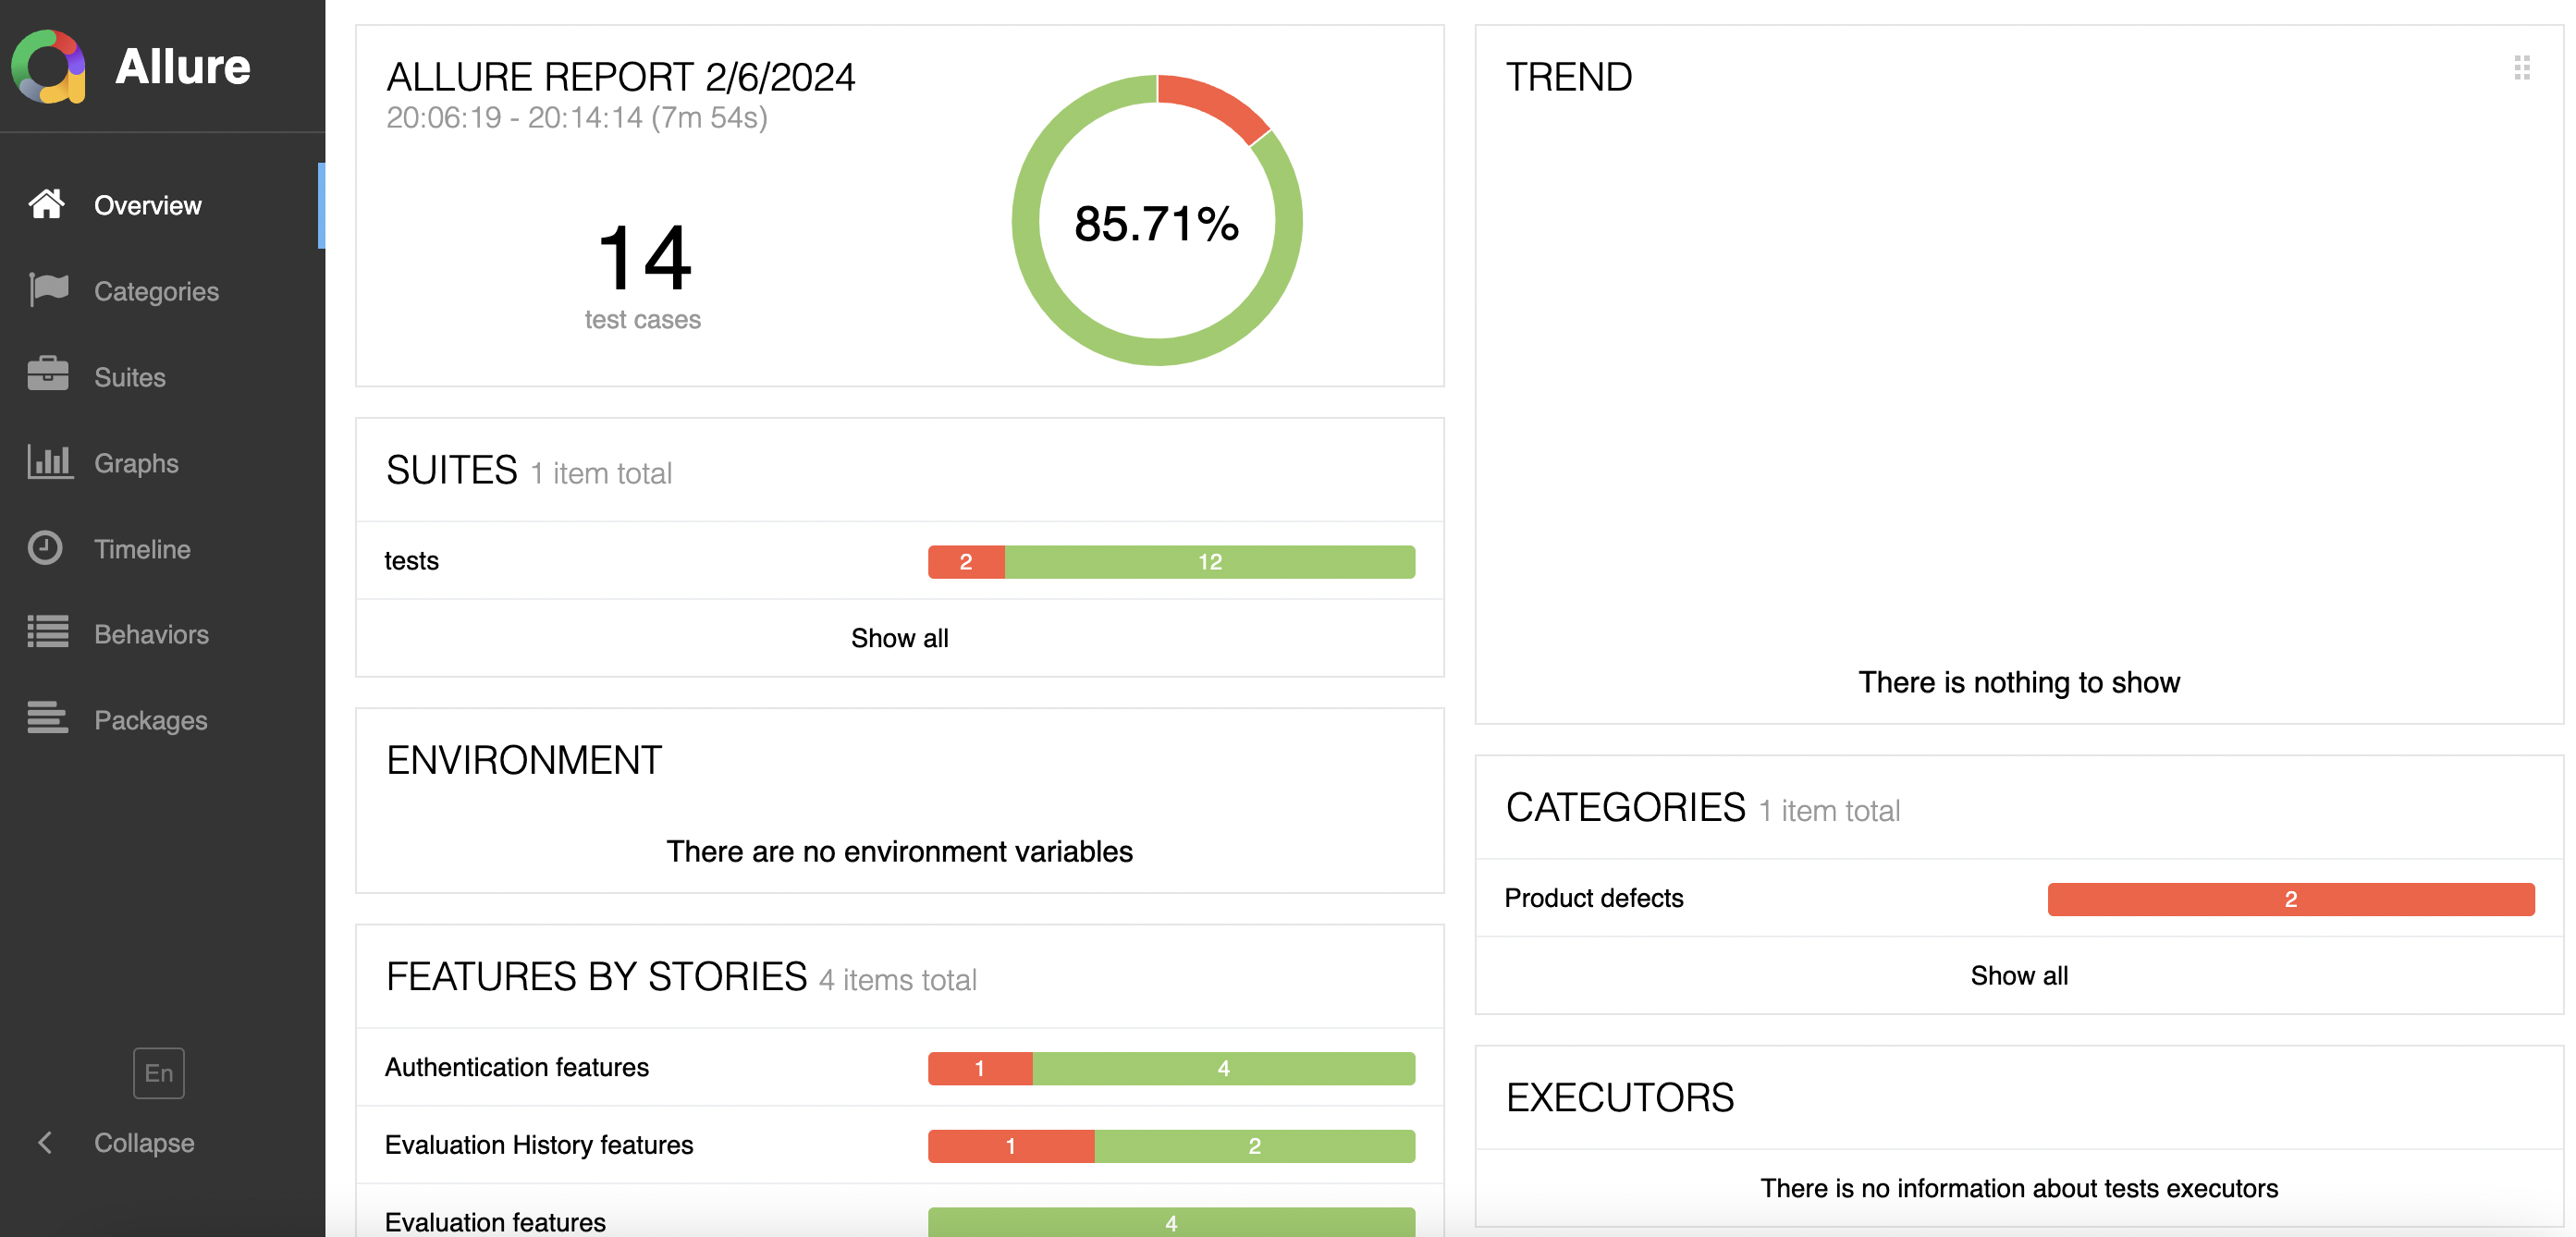 Allure
Overview
Categories
Suites
Graphs
Timeline
Behaviors
Packages
En
Collapse
ALLURE REPORT 2/6/2024
20:06:19 - 20:14:14 (7m 54s)
14
test cases
85.71%
SUITES 1 item total
tests 2 12
Show all
ENVIRONMENT
There are no environment variables
FEATURES BY STORIES 4 items total
Authentication features 1 4
Evaluation History features 1 2
Evaluation features 4
TREND
There is nothing to show
CATEGORIES 1 item total
Product defects 2
Show all
EXECUTORS
There is no information about tests executors